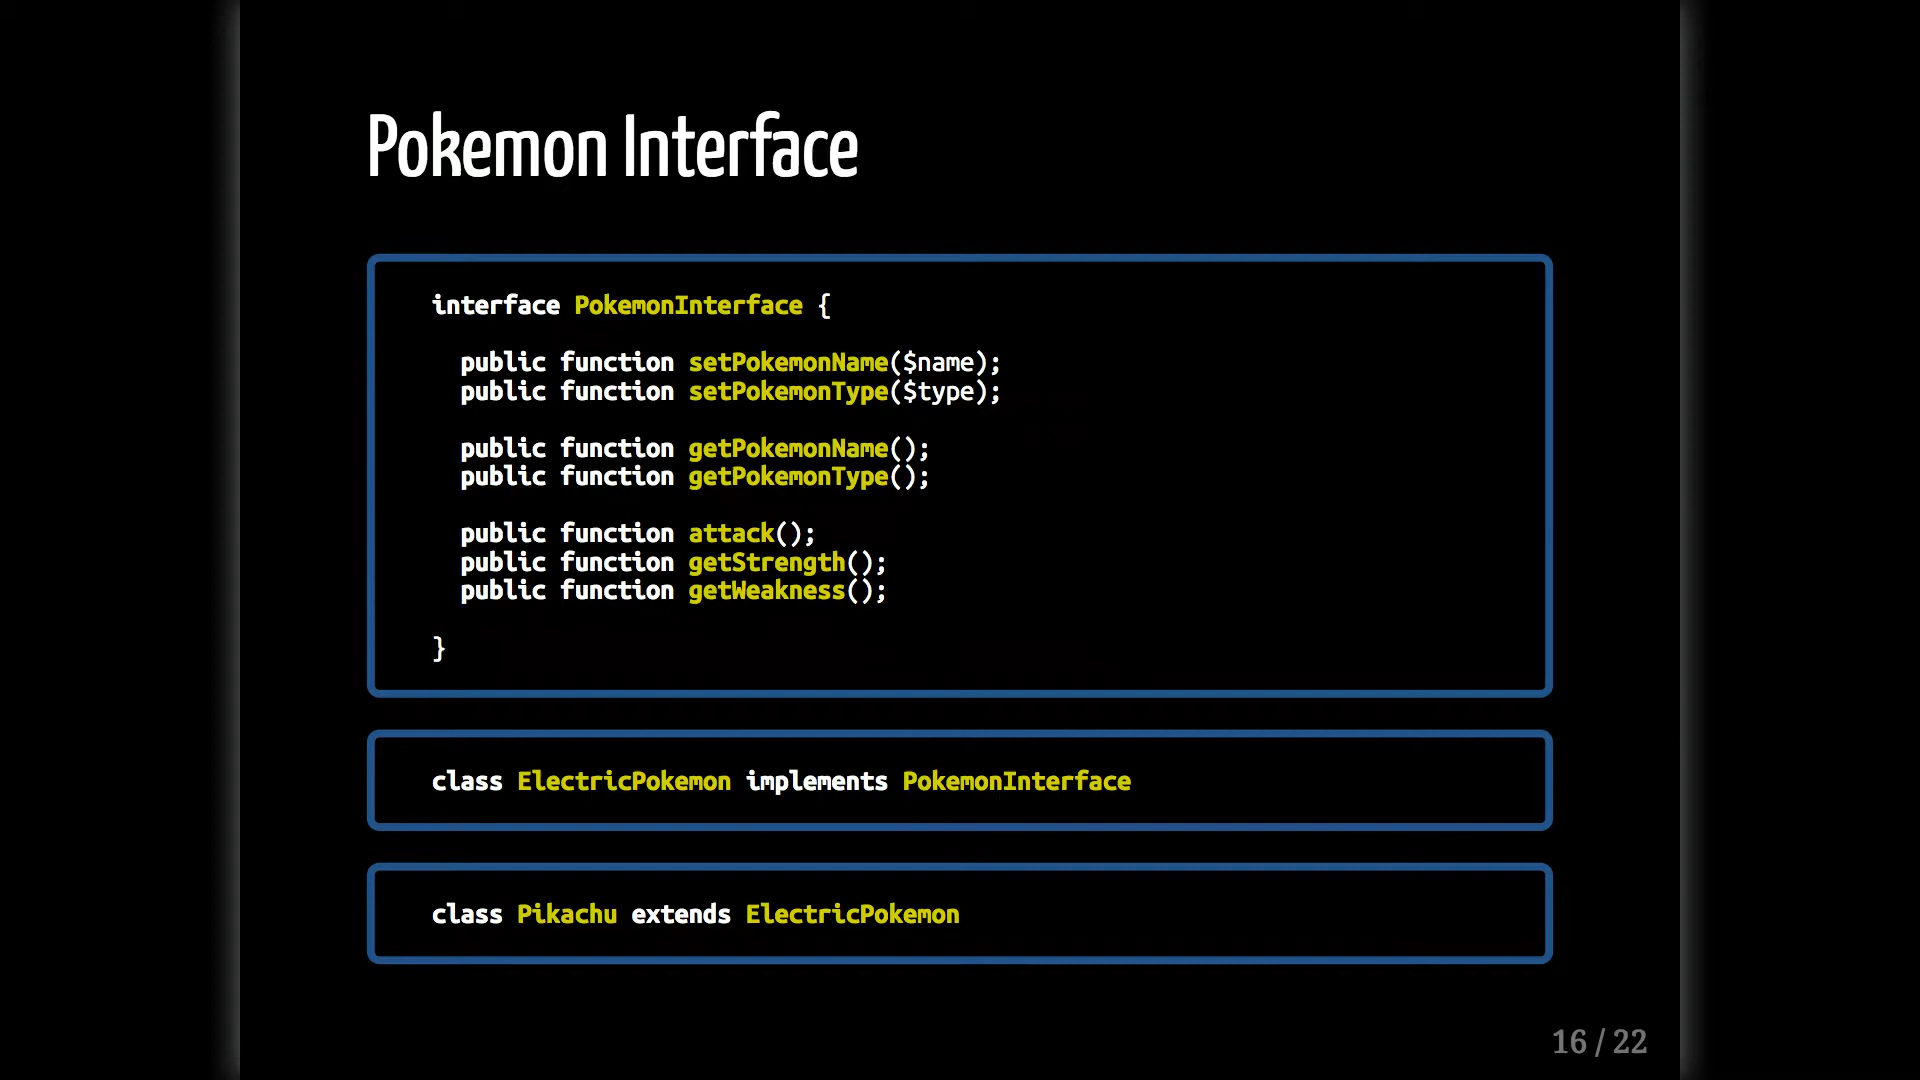 Pokemon Interface
interface PokemonInterface {
public function setPokemonName($name);
public function setPokemonType($type);
public function getPokemonName();
public function getPokemonType();
public function attack();
public function getStrength();
public function getWeakness();
}
class ElectricPokemon implements PokemonInterface
class Pikachu extends ElectricPokemon
16 / 22